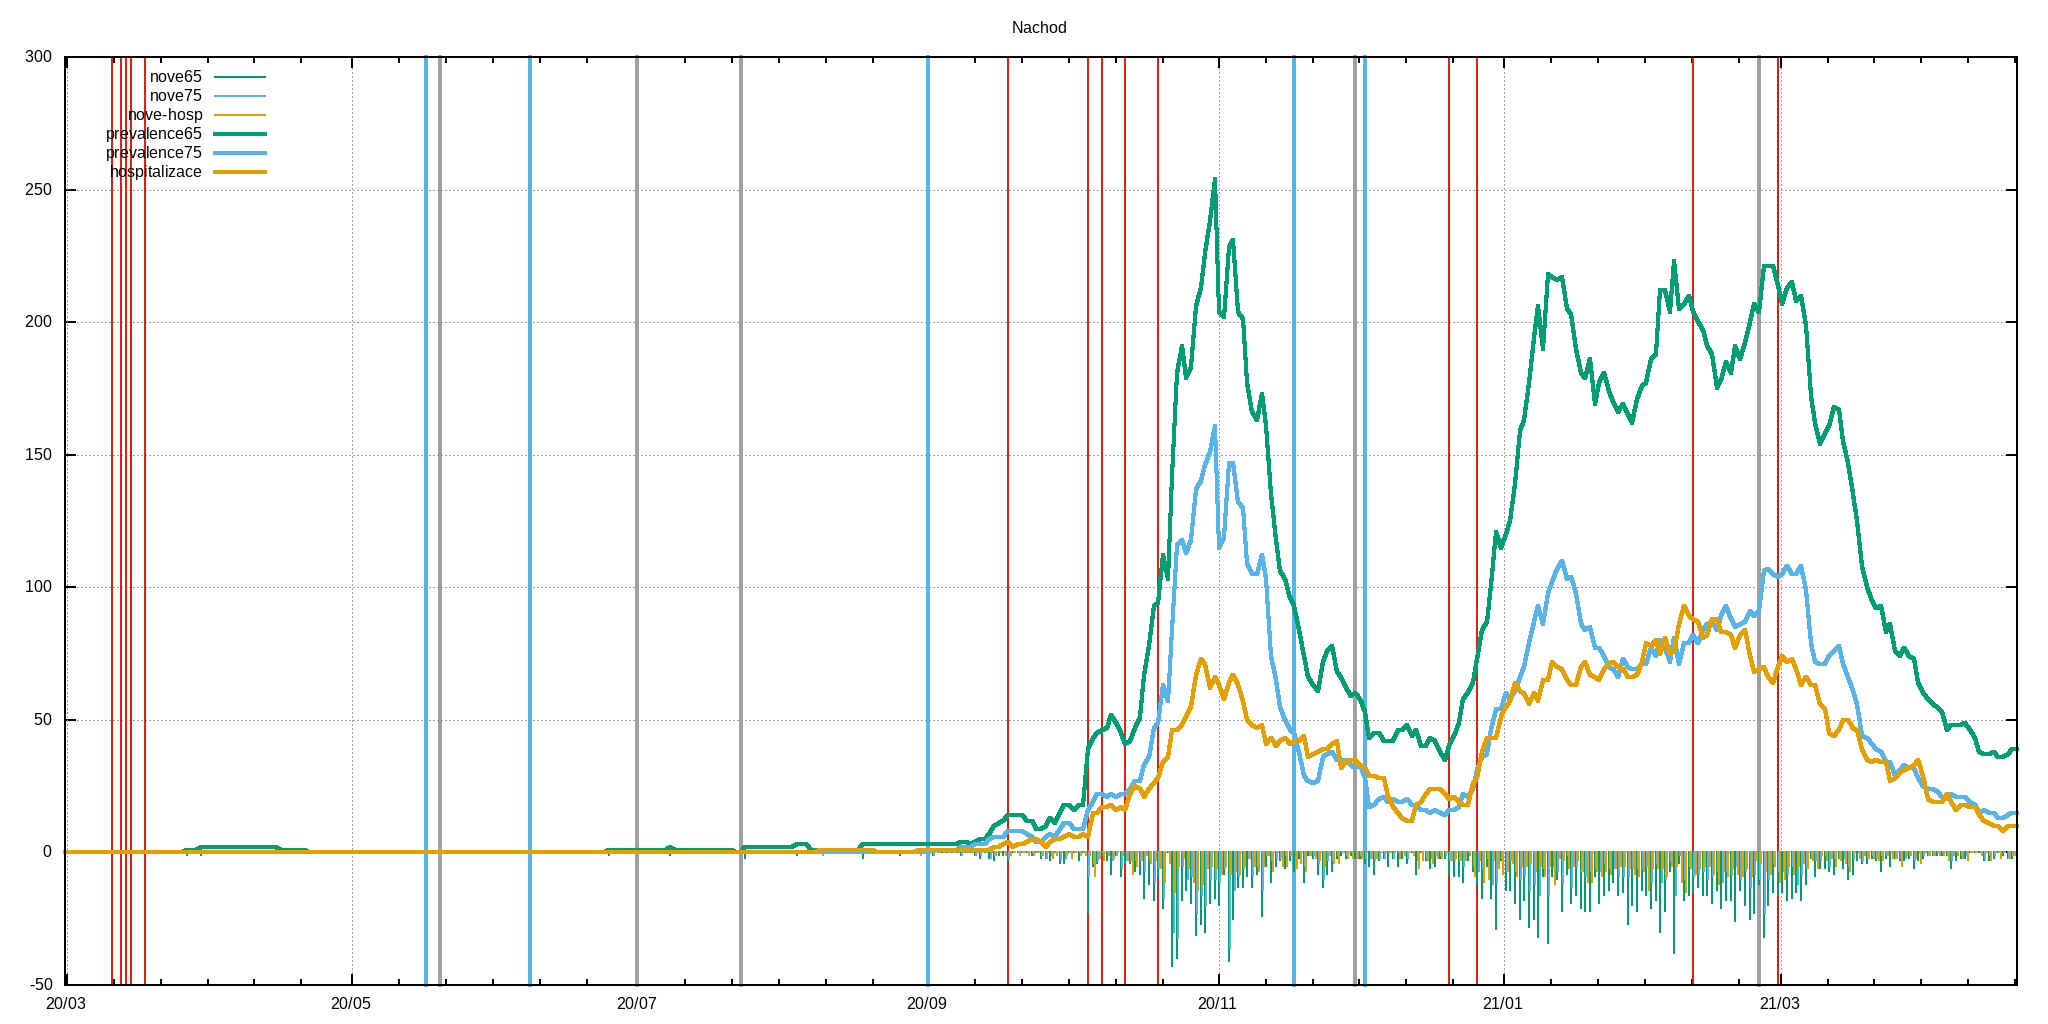 Nachod
300
nove65
nove75
nove-hosp
prevalence65
prevalence75
hospitalizace
250
200
150
100
50
0
-50
20/03 20/05 20/07 20/09 20/11 21/01 21/03